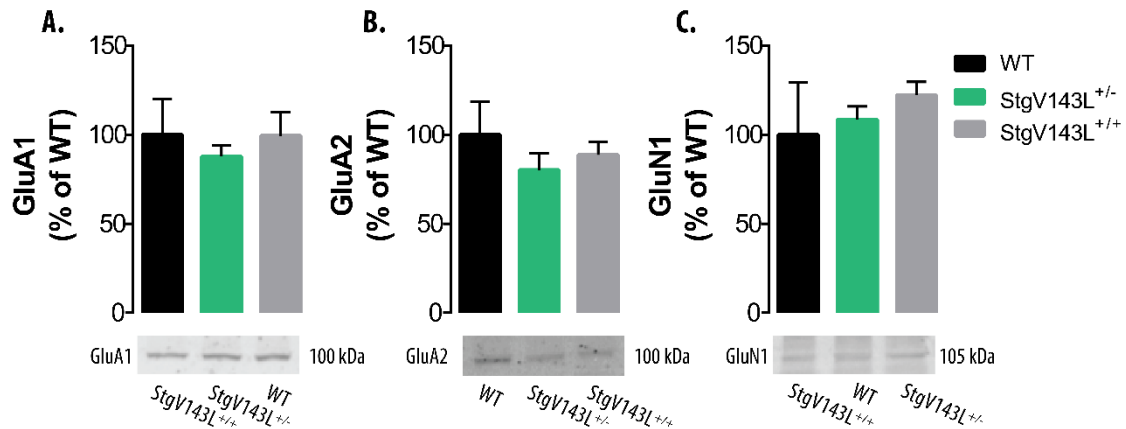 A.
GluA1
(% of WT)
150
100
50
0
GluA1
100 kDa
StgV143L+/+
StgV143L+/-
WT
B.
GluA2
(% of WT)
150
100
50
0
GluA2
100 kDa
WT
StgV143L+/-
StgV143L+/+
C.
GluN1
(% of WT)
150
100
50
0
GluN1
105 kDa
StgV143L+/+
WT
StgV143L+/-
WT
StgV143L+/-
StgV143L+/+